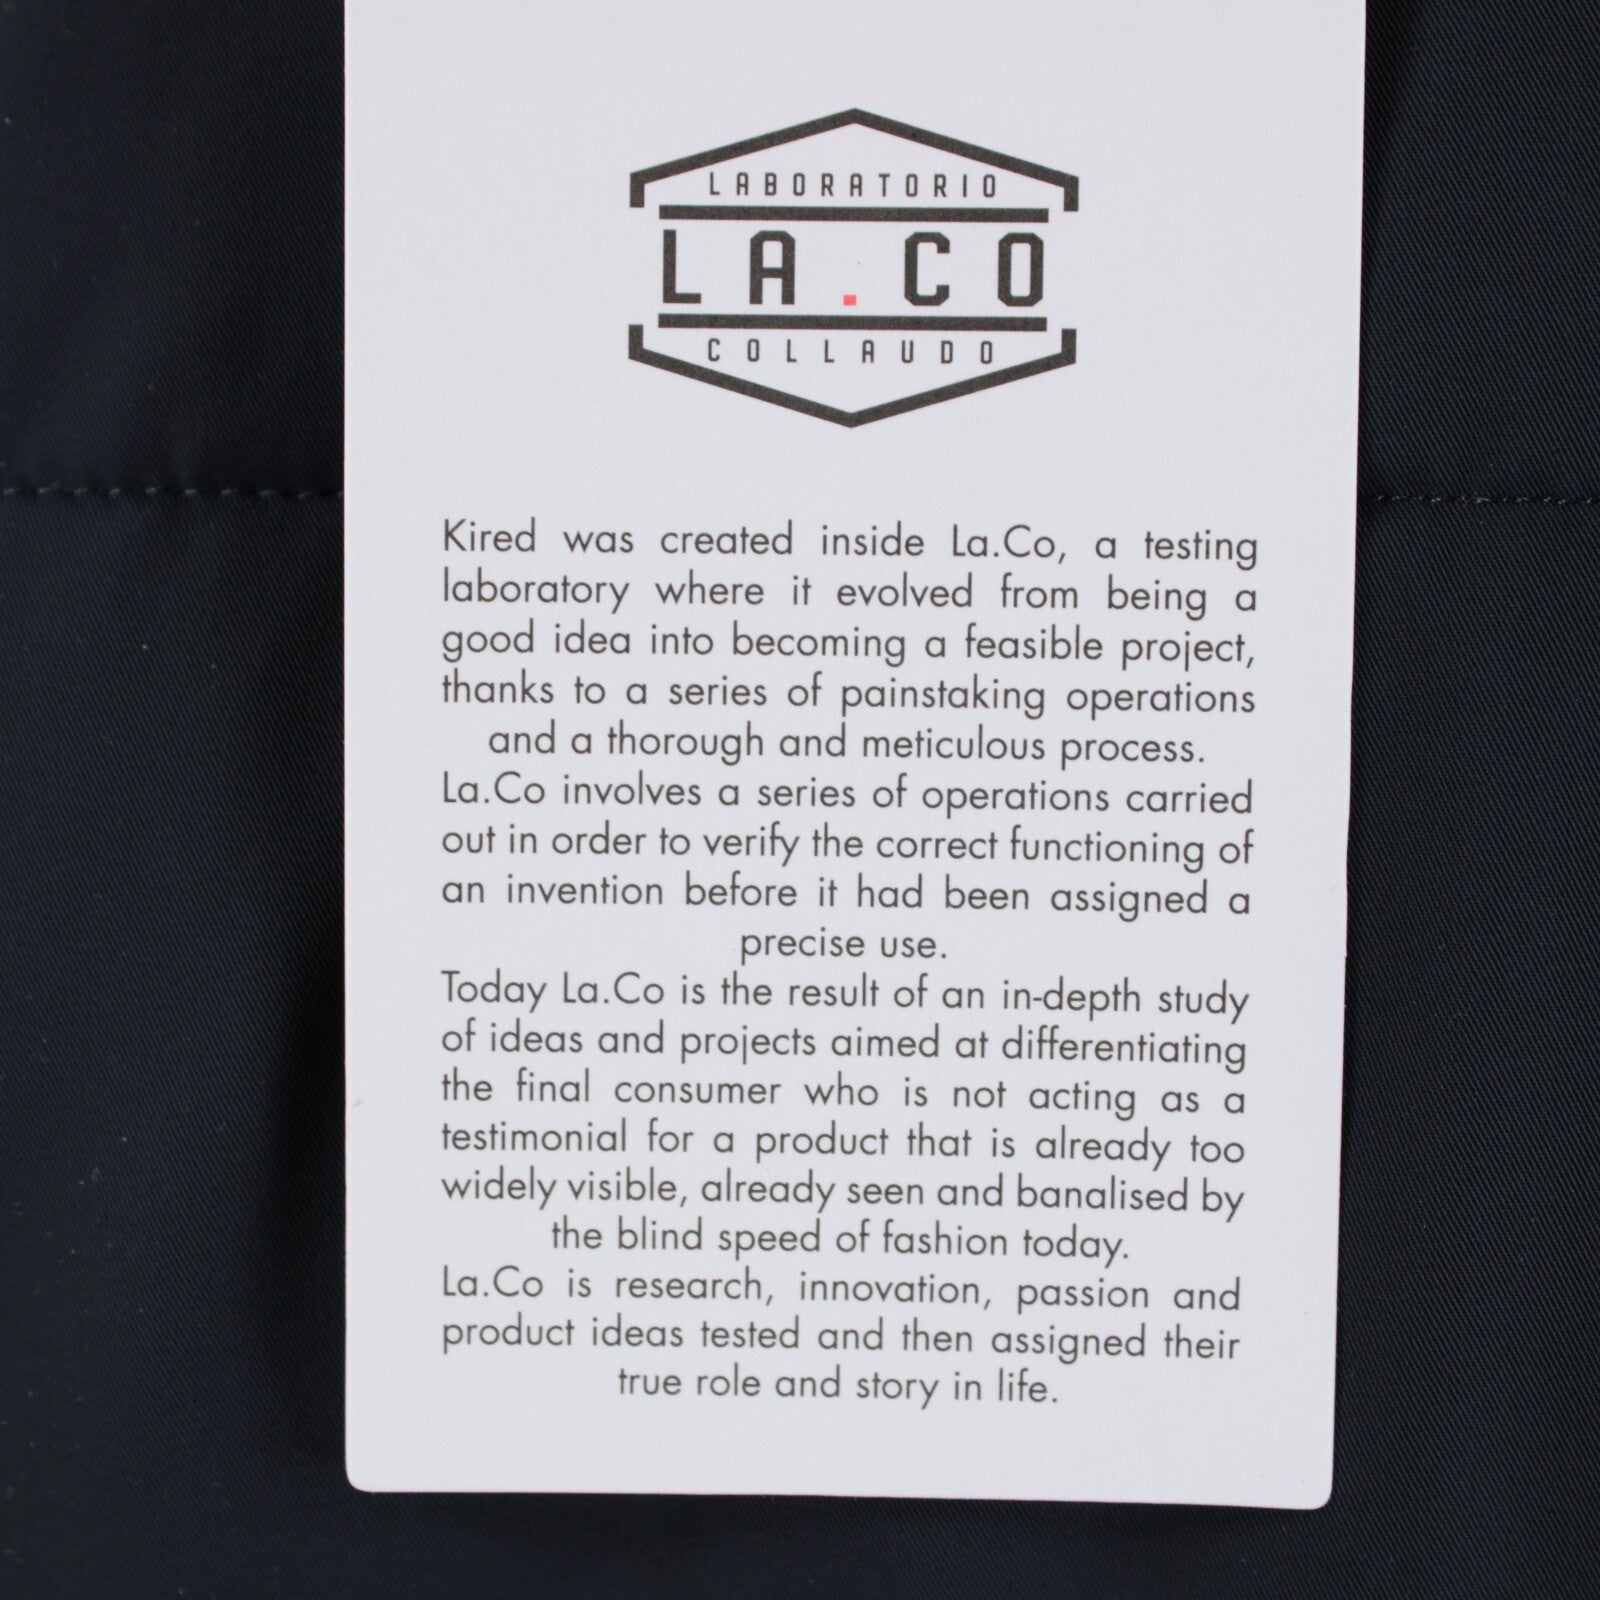 LABORATORIO
LA.CO
COLLAUDO
Kired was created inside La.Co, a testing
laboratory where it evolved from being a
good idea into becoming a feasible project,
thanks to a series of painstaking operations
and a thorough and meticulous process.
La.Co involves a series of operations carried
out in order to verify the correct functioning of
an invention before it had been assigned a
precise use.
Today La.Co is the result of an in-depth study
of ideas and projects aimed at differentiating
the final consumer who is not acting as a
testimonial for a product that is already too
widely visible, already seen and banalised by
the blind speed of fashion today.
La.Co is research, innovation, passion and
product ideas tested and then assigned their
true role and story in life.